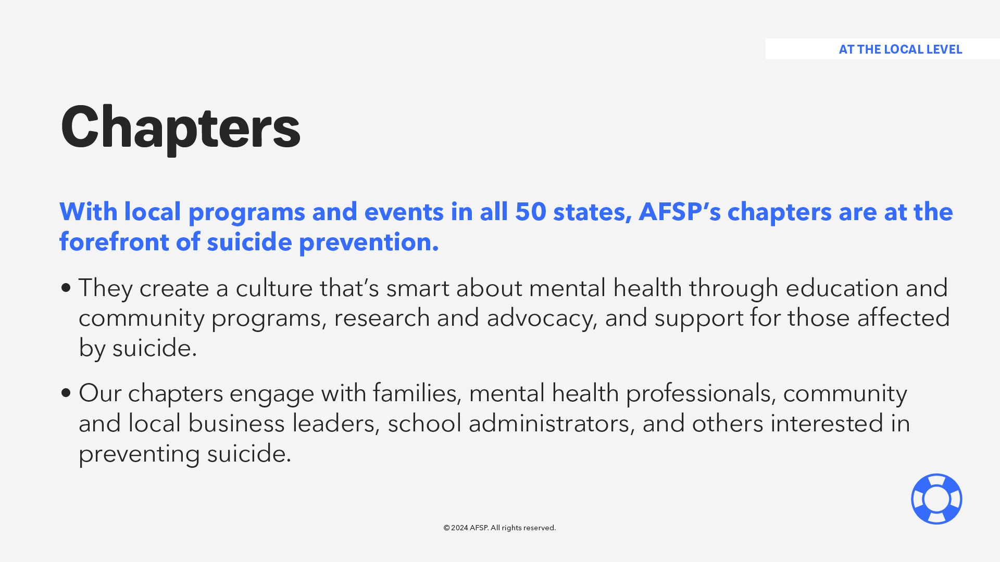 AT THE LOCAL LEVEL
Chapters
With local programs and events in all 50 states, AFSP’s chapters are at the
forefront of suicide prevention.
• They create a culture that’s smart about mental health through education and
community programs, research and advocacy, and support for those affected
by suicide.
• Our chapters engage with families, mental health professionals, community
and local business leaders, school administrators, and others interested in
preventing suicide.
© 2024 AFSP. All rights reserved.